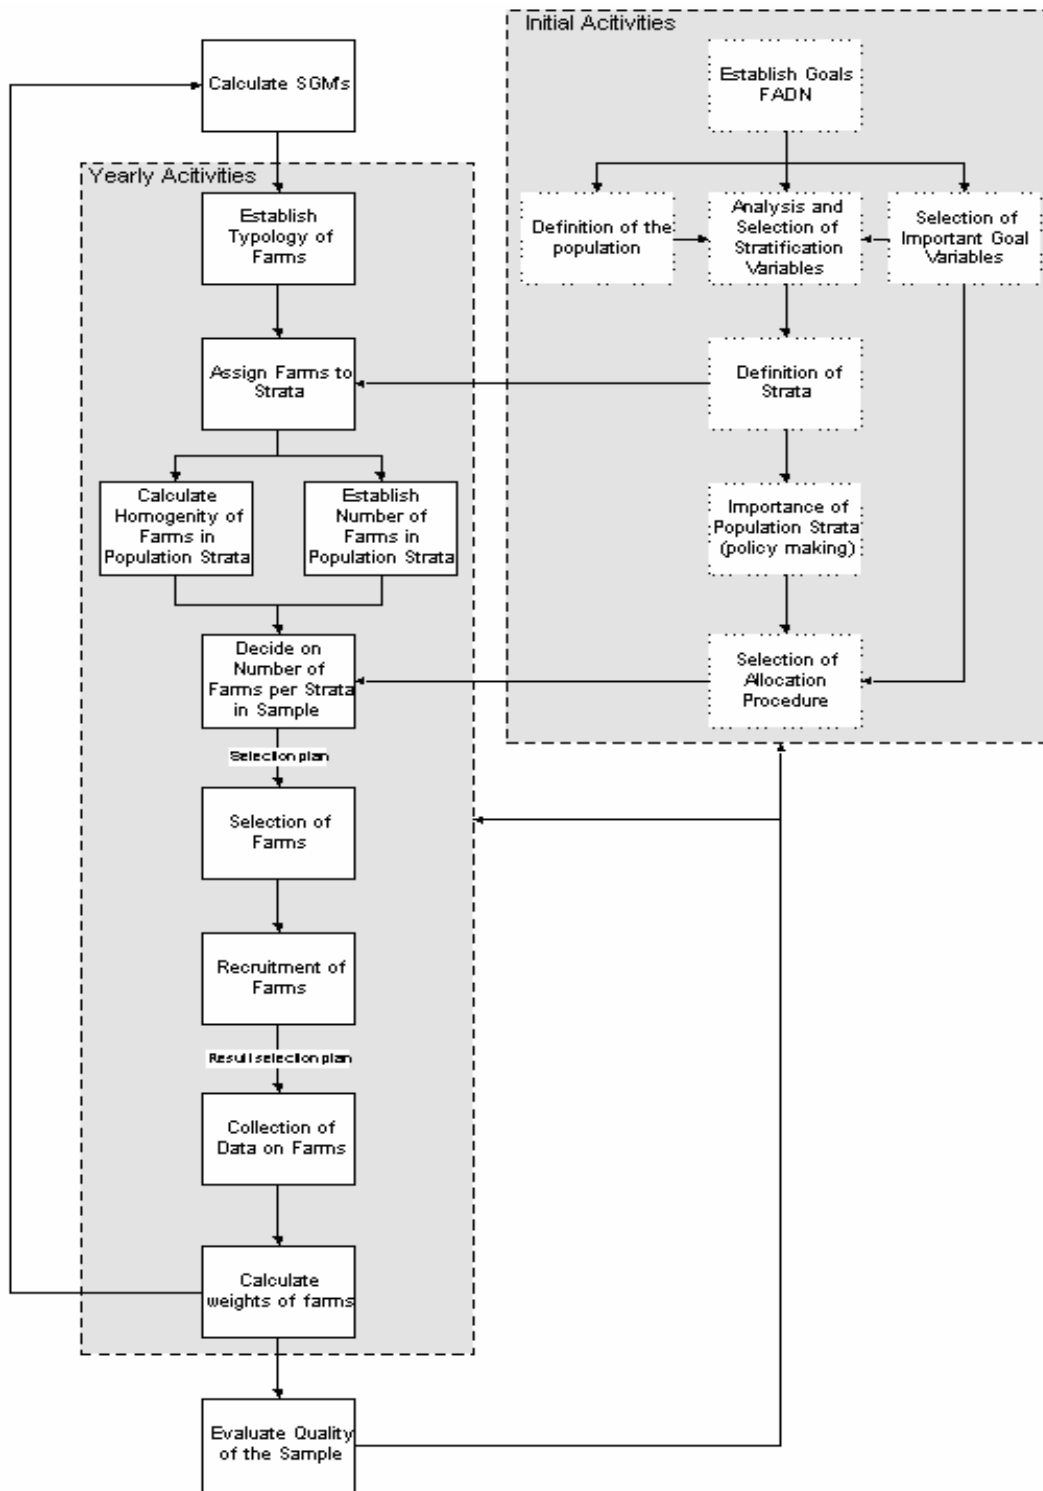 Initial Acitivities
Calculate SGM's
Establish Goals
FADN
Yearly Acitivities
Establish
Typology of
Farms
Definition of the
population
Analysis and
Selection of
Stratification
Variables
Selection of
Important Goal
Variables
Assign Farms to
Strata
Definition of
Strata
Calculate
Homogenity of
Farms in
Population Strata
Establish
Number of
Farms in
Population Strata
Importance of
Population Strata
(policy making)
Decide on
Number of
Farms per Strata
in Sample
Selection of
Allocation
Procedure
Selection plan
Selection of
Farms
Recruitment of
Farms
Result selection plan
Collection of
Data on Farms
Calculate
weights of farms
Evaluate Quality
of the Sample